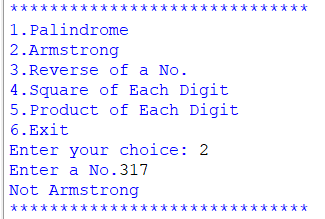 ******************************
1.Palindrome
2.Armstrong
3.Reverse of a No.
4.Square of Each Digit
5.Product of Each Digit
6.Exit
Enter your choice: 2
Enter a No.317
Not Armstrong
******************************